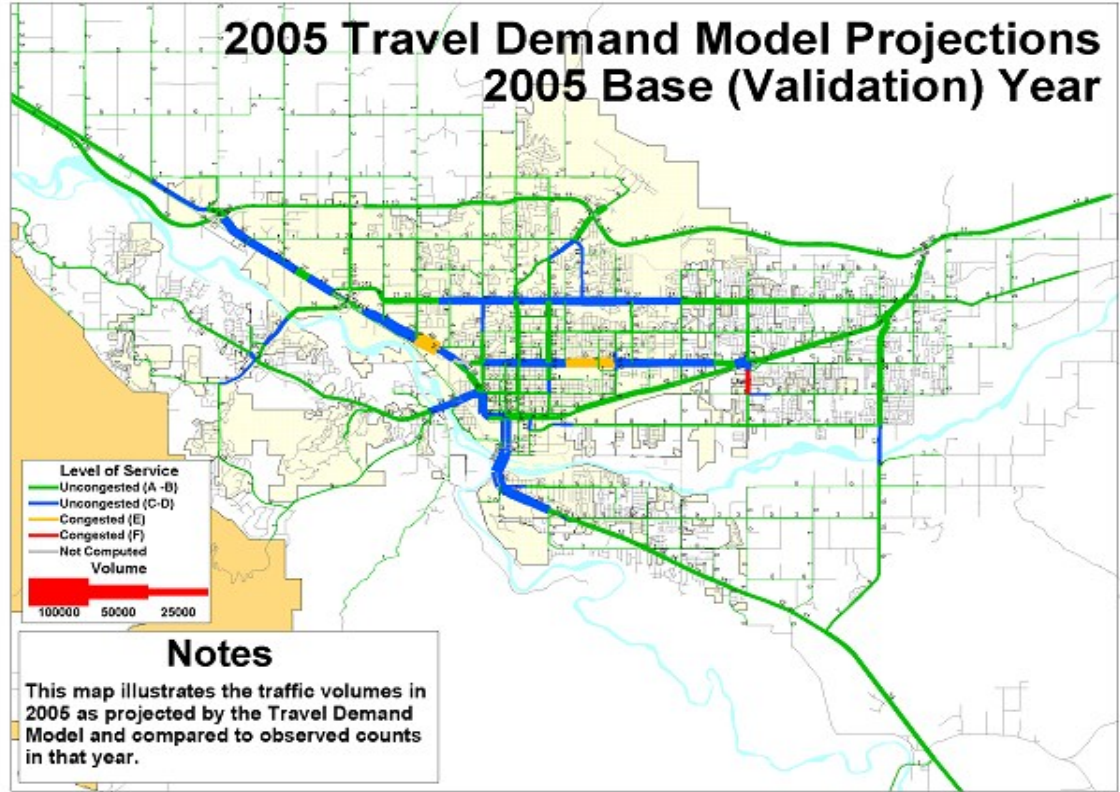 2005 Travel Demand Model Projections
2005 Base (Validation) Year
Level of Service
Uncongested (A -B)
Uncongested (C-D)
Congested (E)
Congested (F)
Not Computed
Volume
100000 50000 25000
Notes
This map illustrates the traffic volumes in
2005 as projected by the Travel Demand
Model and compared to observed counts
in that year.